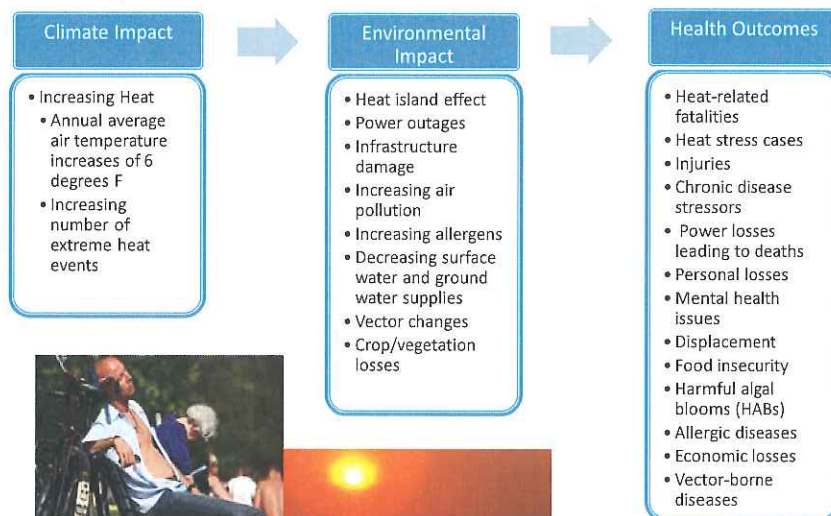 Climate Impact
• Increasing Heat
• Annual average
air temperature
increases of 6
degrees F
• Increasing
number of
extreme heat
events
Environmental
Impact
• Heat island effect
• Power outages
• Infrastructure
damage
• Increasing air
pollution
• Increasing allergens
• Decreasing surface
water and ground
water supplies
• Vector changes
• Crop/vegetation
losses
Health Outcomes
• Heat-related
fatalities
• Heat stress cases
• Injuries
• Chronic disease
stressors
• Power losses
leading to deaths
• Personal losses
• Mental health
issues
• Displacement
• Food insecurity
• Harmful algal
blooms (HABs)
• Allergic diseases
• Economic losses
• Vector-borne
diseases